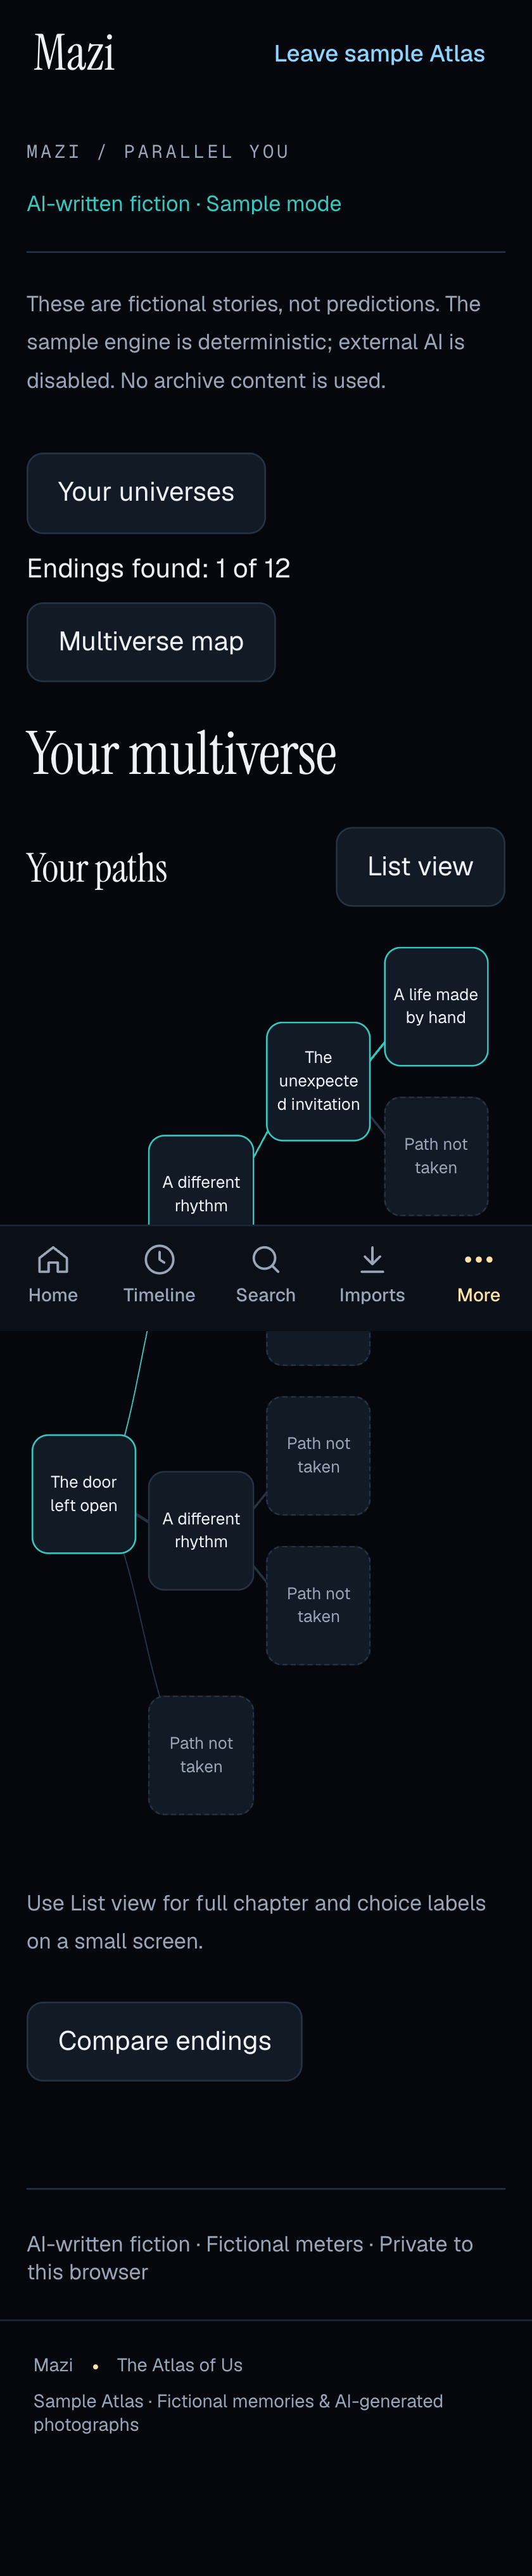 Mazi
Leave sample Atlas
MAZI / PARALLEL YOU
AI-written fiction · Sample mode
These are fictional stories, not predictions. The
sample engine is deterministic; external AI is
disabled. No archive content is used.
Your universes
Endings found: 1 of 12
Multiverse map
Your multiverse
Your paths
List view
A life made
by hand
The
unexpecte
d invitation
Path not
taken
A different
rhythm
Home
Timeline
Search
Imports
More
Path not
taken
The door
left open
A different
rhythm
Path not
taken
Path not
taken
Use List view for full chapter and choice labels
on a small screen.
Compare endings
AI-written fiction · Fictional meters · Private to
this browser
Mazi • The Atlas of Us
Sample Atlas · Fictional memories & AI-generated
photographs